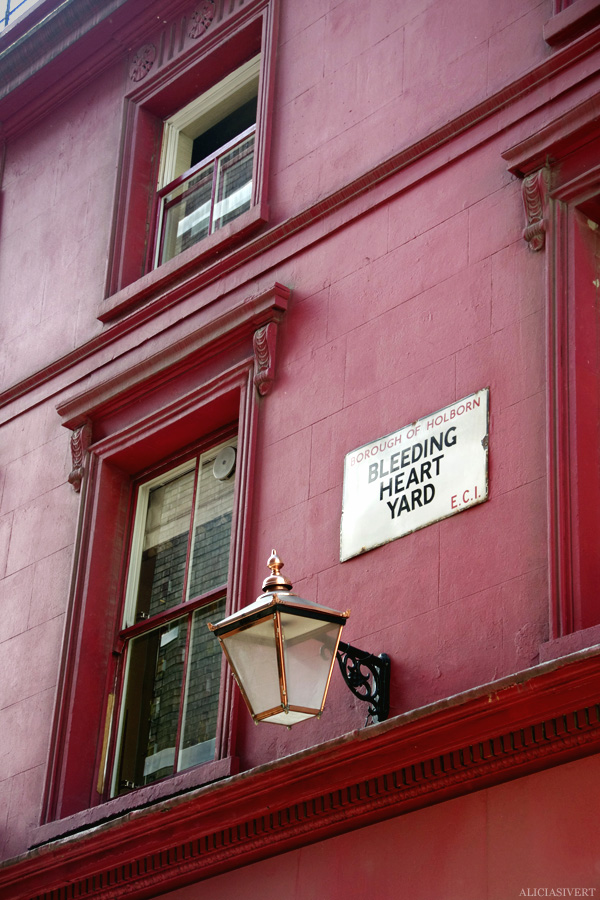 BOROUGH OF HOLBORN
BLEEDING
HEART
YARD
E.C.1.
ALICIASIVERT